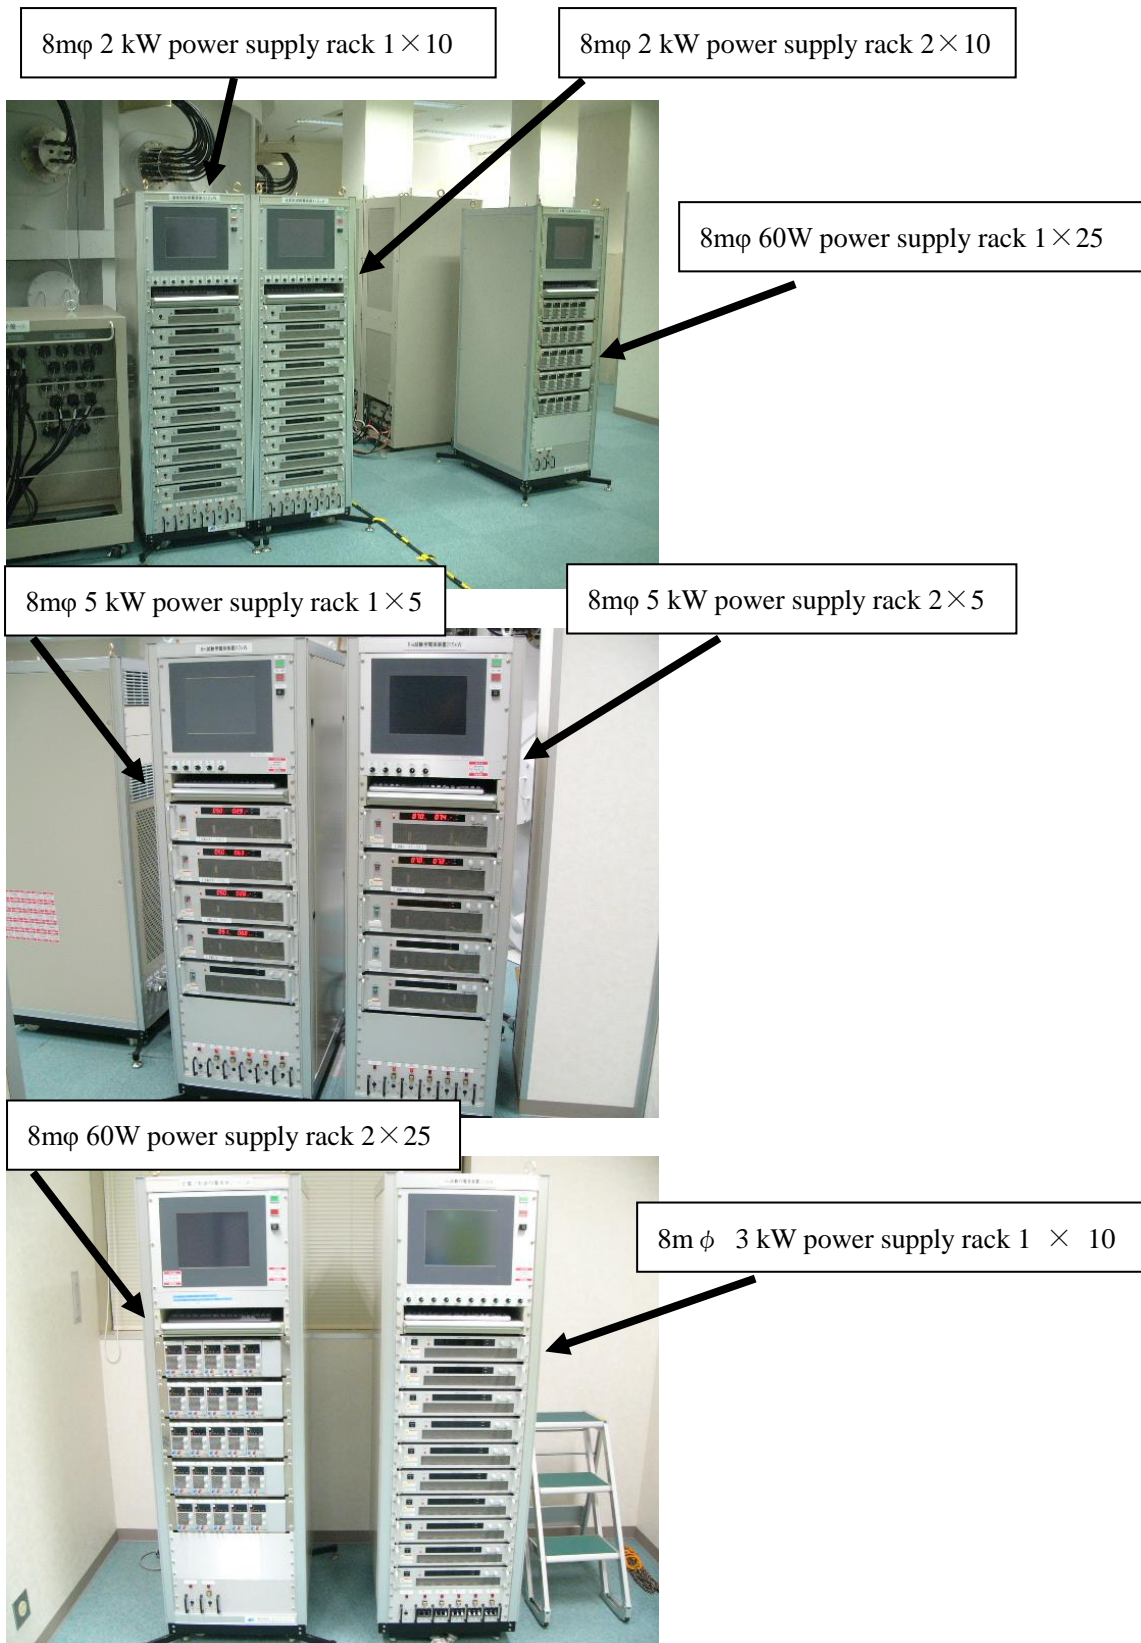 8mφ 2 kW power supply rack 1×10
8mφ 2 kW power supply rack 2×10
8mφ 60W power supply rack 1×25
8mφ 5 kW power supply rack 1×5
8mφ 5 kW power supply rack 2×5
8mφ 60W power supply rack 2×25
8mφ 3 kW power supply rack 1 × 10